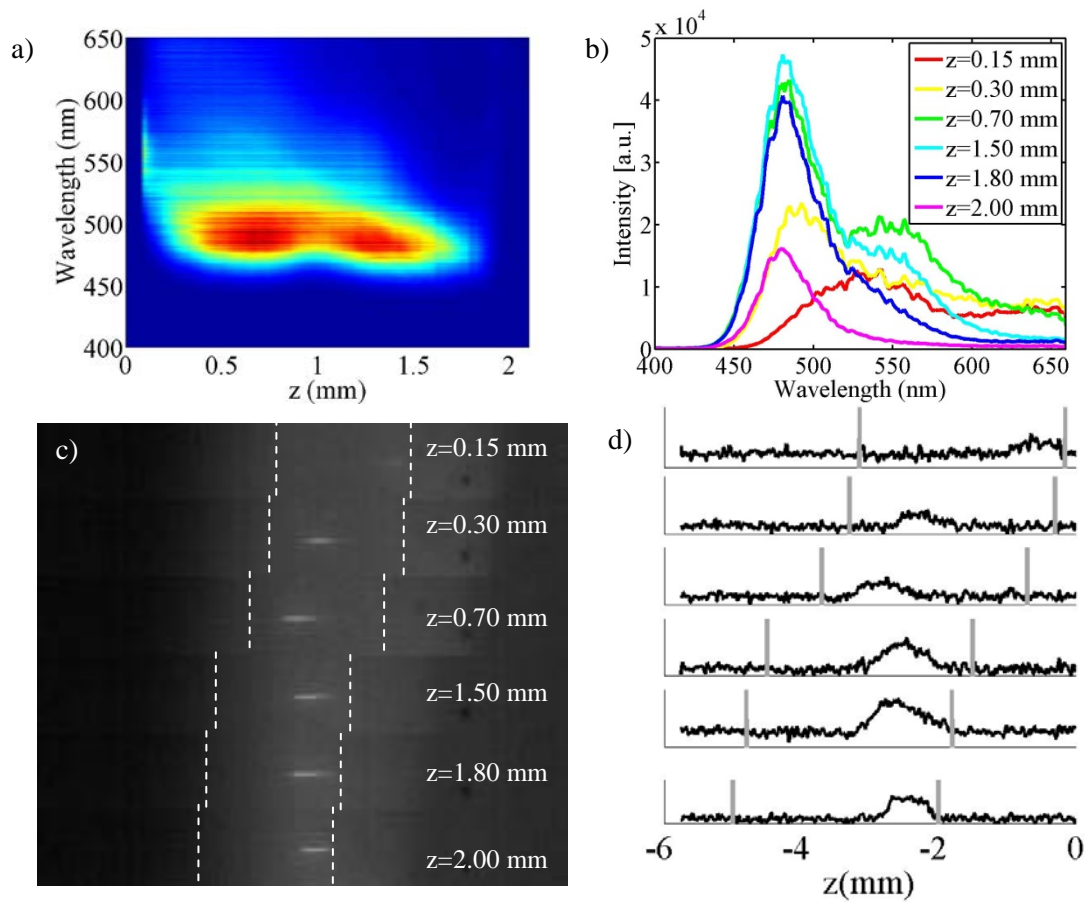 a)
650
600
550
500
450
400
Wavelength (nm)
0
0.5
1
1.5
2
z (mm)
b)
x 10⁴
5
4
3
2
1
0
Intensity [a.u.]
400
450
500
550
600
650
Wavelength (nm)
z=0.15 mm
z=0.30 mm
z=0.70 mm
z=1.50 mm
z=1.80 mm
z=2.00 mm
c)
z=0.15 mm
z=0.30 mm
z=0.70 mm
z=1.50 mm
z=1.80 mm
z=2.00 mm
d)
-6
-4
-2
0
z(mm)